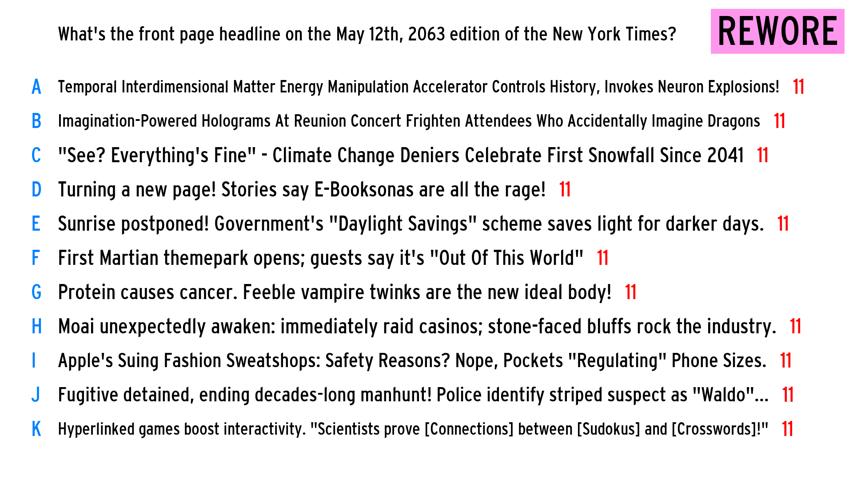 What's the front page headline on the May 12th, 2063 edition of the New York Times?
REWORE
A Temporal Interdimensional Matter Energy Manipulation Accelerator Controls History, Invokes Neuron Explosions! 11
B Imagination-Powered Holograms At Reunion Concert Frighten Attendees Who Accidentally Imagine Dragons 11
C "See? Everything's Fine" - Climate Change Deniers Celebrate First Snowfall Since 2041 11
D Turning a new page! Stories say E-Booksonas are all the rage! 11
E Sunrise postponed! Government's "Daylight Savings" scheme saves light for darker days. 11
F First Martian themepark opens; guests say it's "Out Of This World" 11
G Protein causes cancer. Feeble vampire twinks are the new ideal body! 11
H Moai unexpectedly awaken: immediately raid casinos; stone-faced bluffs rock the industry. 11
I Apple's Suing Fashion Sweatshops: Safety Reasons? Nope, Pockets "Regulating" Phone Sizes. 11
J Fugitive detained, ending decades-long manhunt! Police identify striped suspect as "Waldo"... 11
K Hyperlinked games boost interactivity. "Scientists prove [Connections] between [Sudokus] and [Crosswords]!" 11